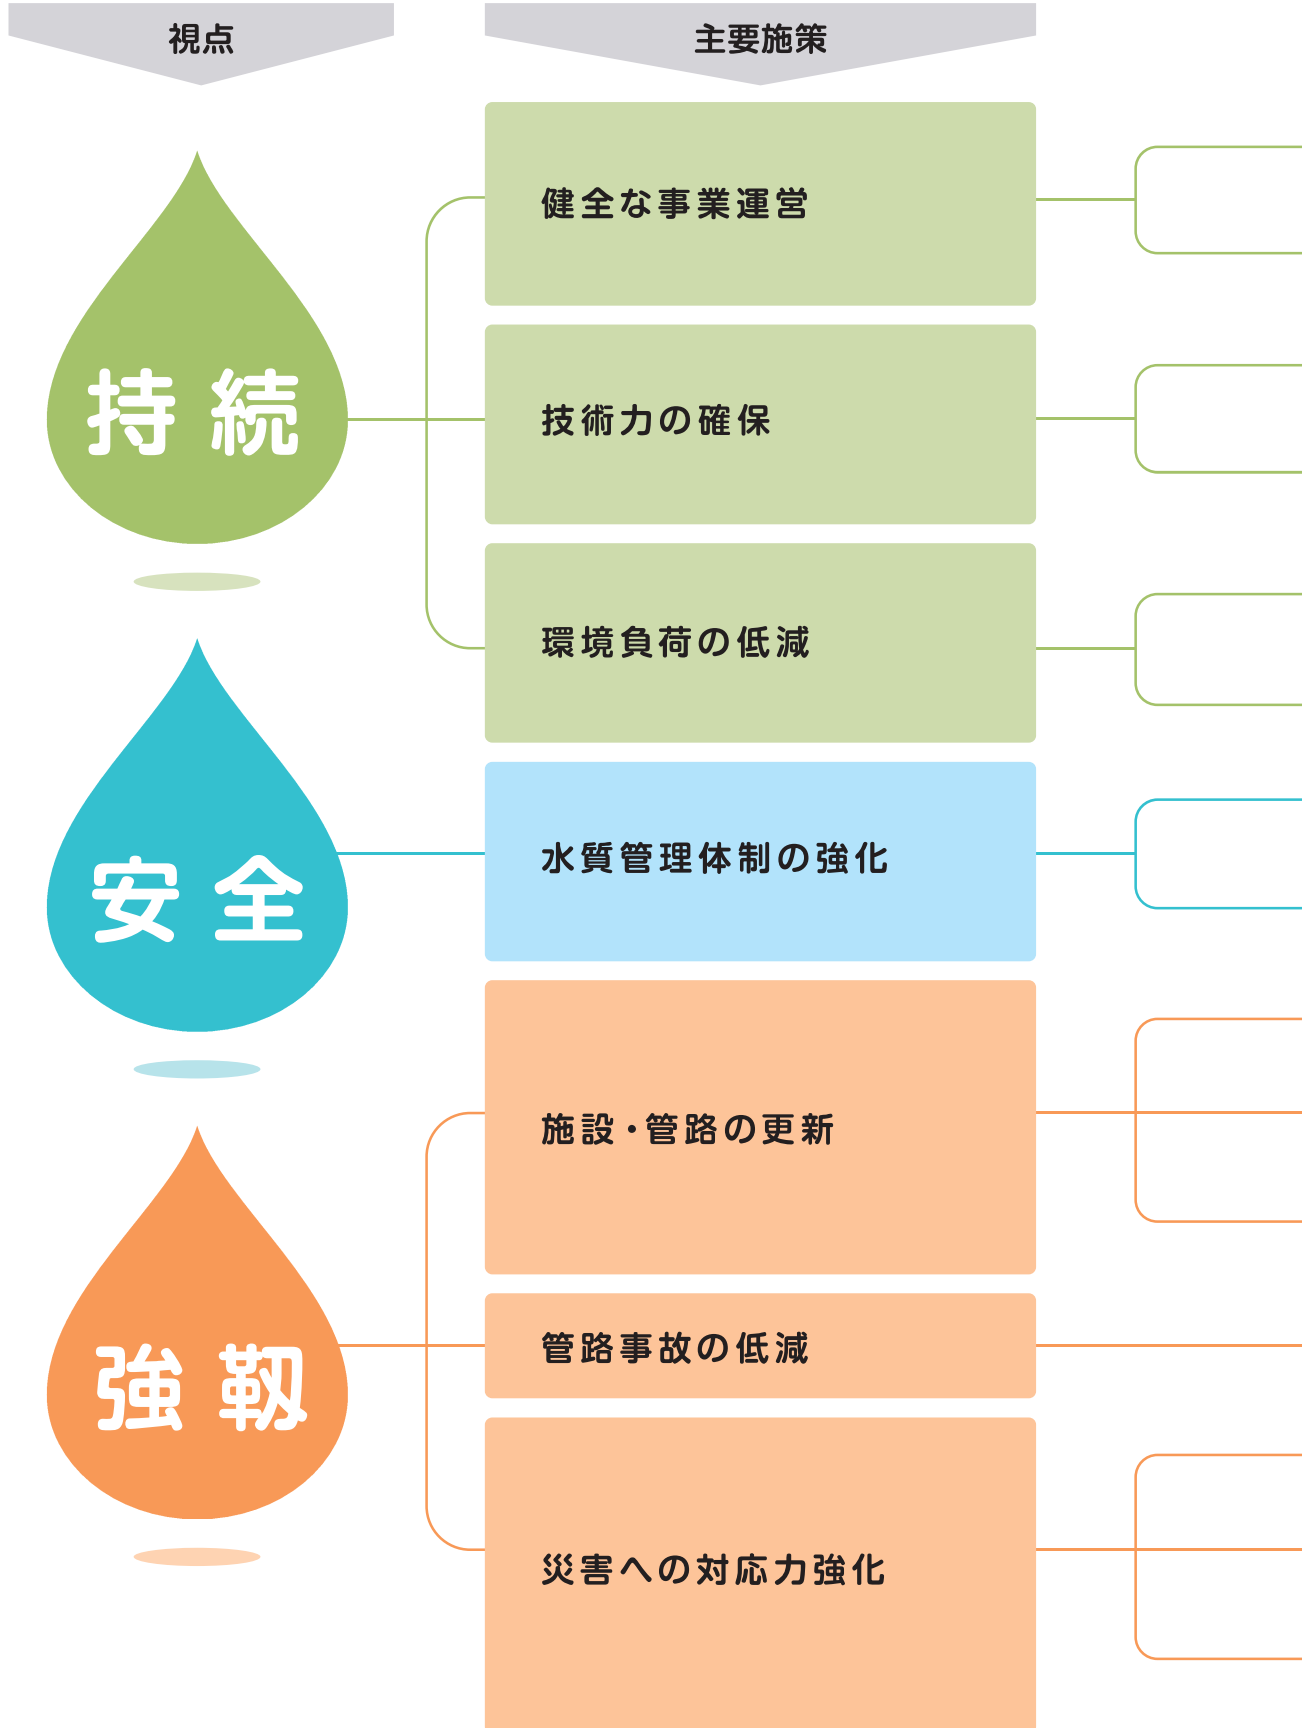 視点
主要施策
持続
健全な事業運営
技術力の確保
環境負荷の低減
安全
水質管理体制の強化
強靱
施設・管路の更新
管路事故の低減
災害への対応力強化